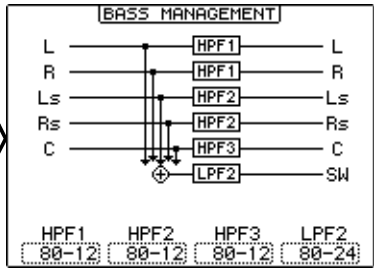 BASS MANAGEMENT
L HPF1 L
R HPF1 R
Ls HPF2 Ls
Rs HPF2 Rs
C HPF3 C
LPF2 SW
HPF1 HPF2 HPF3 LPF2
80-12 80-12 80-12 80-24